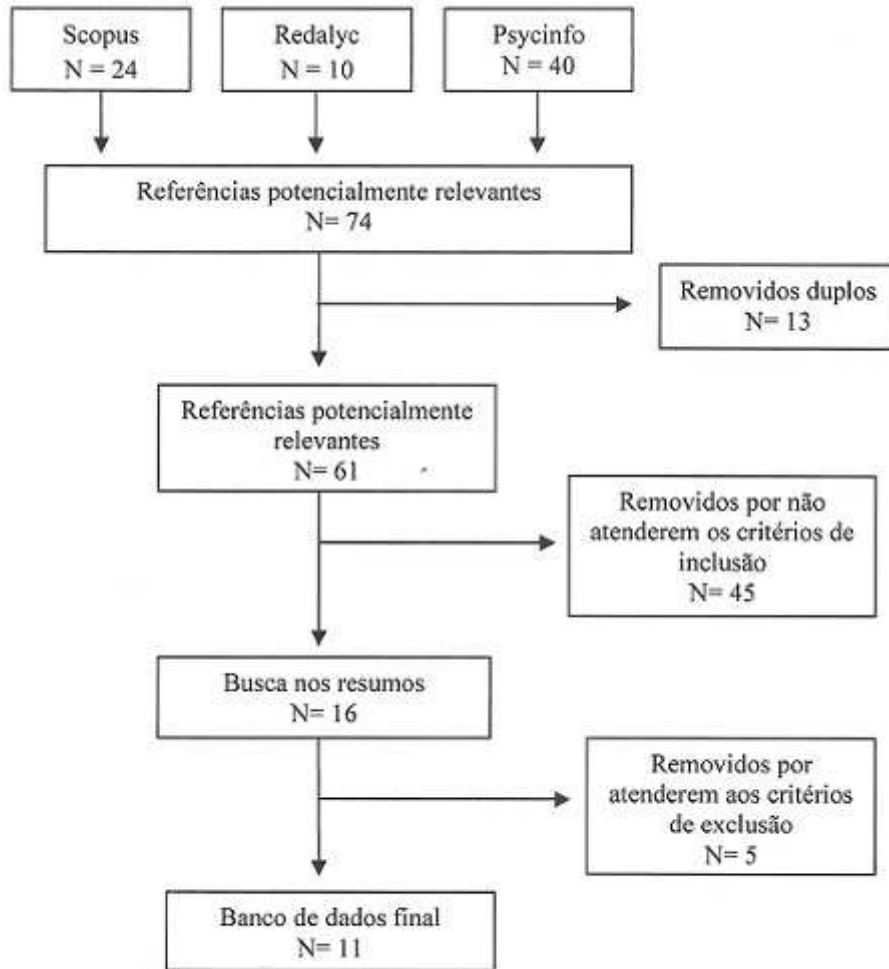 Scopus
N = 24
Redalyc
N = 10
Psycinfo
N = 40
Referências potencialmente relevantes
N= 74
Removidos duplos
N= 13
Referências potencialmente
relevantes
N= 61
Removidos por não
atenderem os critérios de
inclusão
N= 45
Busca nos resumos
N= 16
Removidos por
atenderem aos critérios
de exclusão
N= 5
Banco de dados final
N= 11